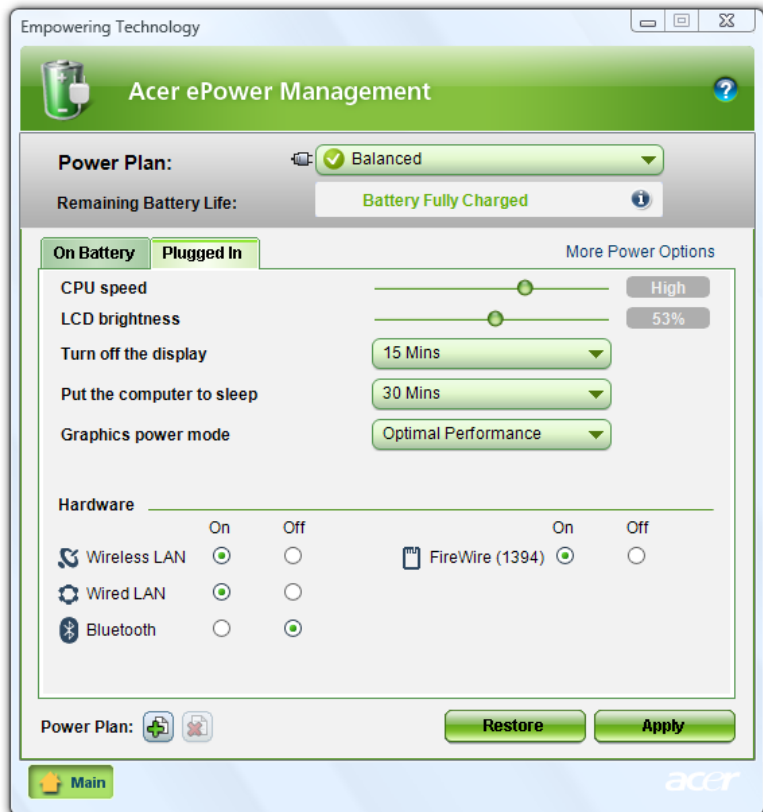 Empowering Technology
Acer ePower Management
?
Power Plan: Balanced
Remaining Battery Life: Battery Fully Charged i
On Battery Plugged In More Power Options
CPU speed High
LCD brightness 53%
Turn off the display 15 Mins
Put the computer to sleep 30 Mins
Graphics power mode Optimal Performance
Hardware
On Off On Off
Wireless LAN FireWire (1394)
Wired LAN
Bluetooth
Power Plan: Restore Apply
Main acer